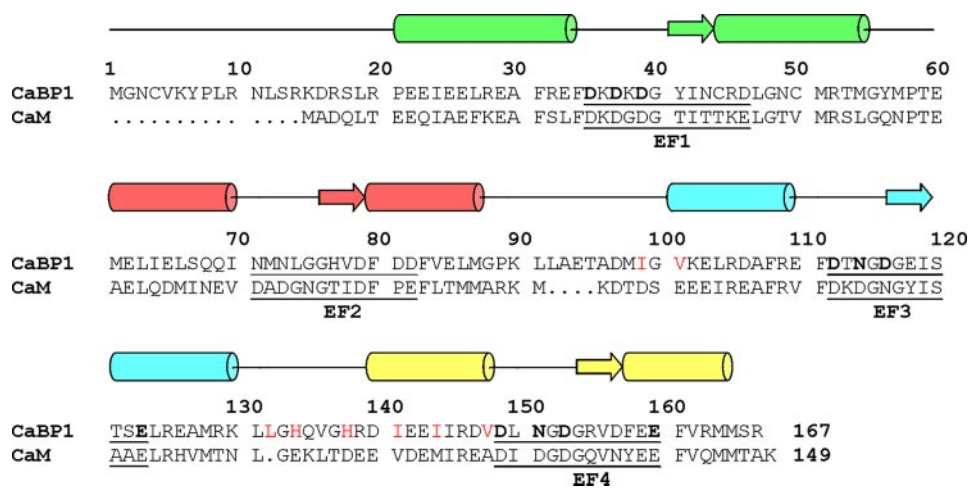 1 10 20 30 40 50 60
CaBP1 MGNCVKYPLR NLSRKDRSLR PEEIEELREA FREFDKDKDG YINCRDLGNC MRTMGYMPTE
CaM .......... ....MADQLT EEQIAEFKEA FSLFDKDGDG TITTKELGTV MRSLGQNPTE
EF1
70 80 90 100 110 120
CaBP1 MELIELSQQI NMNLGGHVDF DDFVELMGPK LLAETADMIG VKELRDAFRE FDTNGDGEIS
CaM AELQDMINEV DADGNGTIDF PEFLTMMARK M....KDTDS EEEIREAFRV FDKDGNGYIS
EF2 EF3
130 140 150 160
CaBP1 TSELREAMRK LLGHQVGHRD IEEIIRDVDL NGDGRVDFEE FVRMMSR 167
CaM AAELRHVMTN L.GEKLTDEE VDEMIREADI DGDGQVNYEE FVQMMTAK 149
EF4